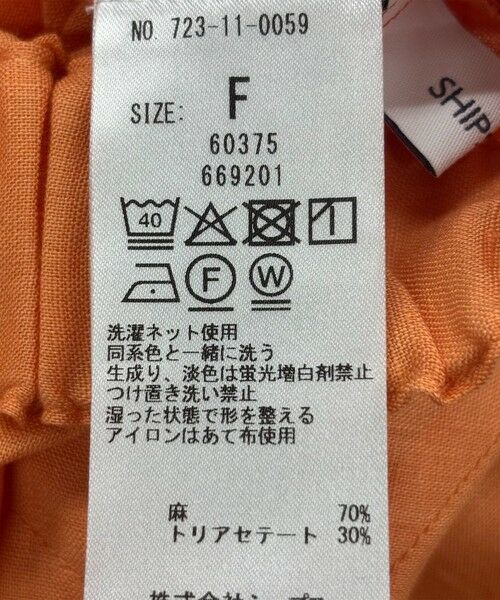 NO. 723-11-0059
SHIP
SIZE: F
60375
669201
40
F W
洗濯ネット使用
同系色と一緒に洗う
生成り、淡色は蛍光増白剤禁止
つけ置き洗い禁止
湿った状態で形を整える
アイロンはあて布使用
麻 70%
トリアセテート 30%